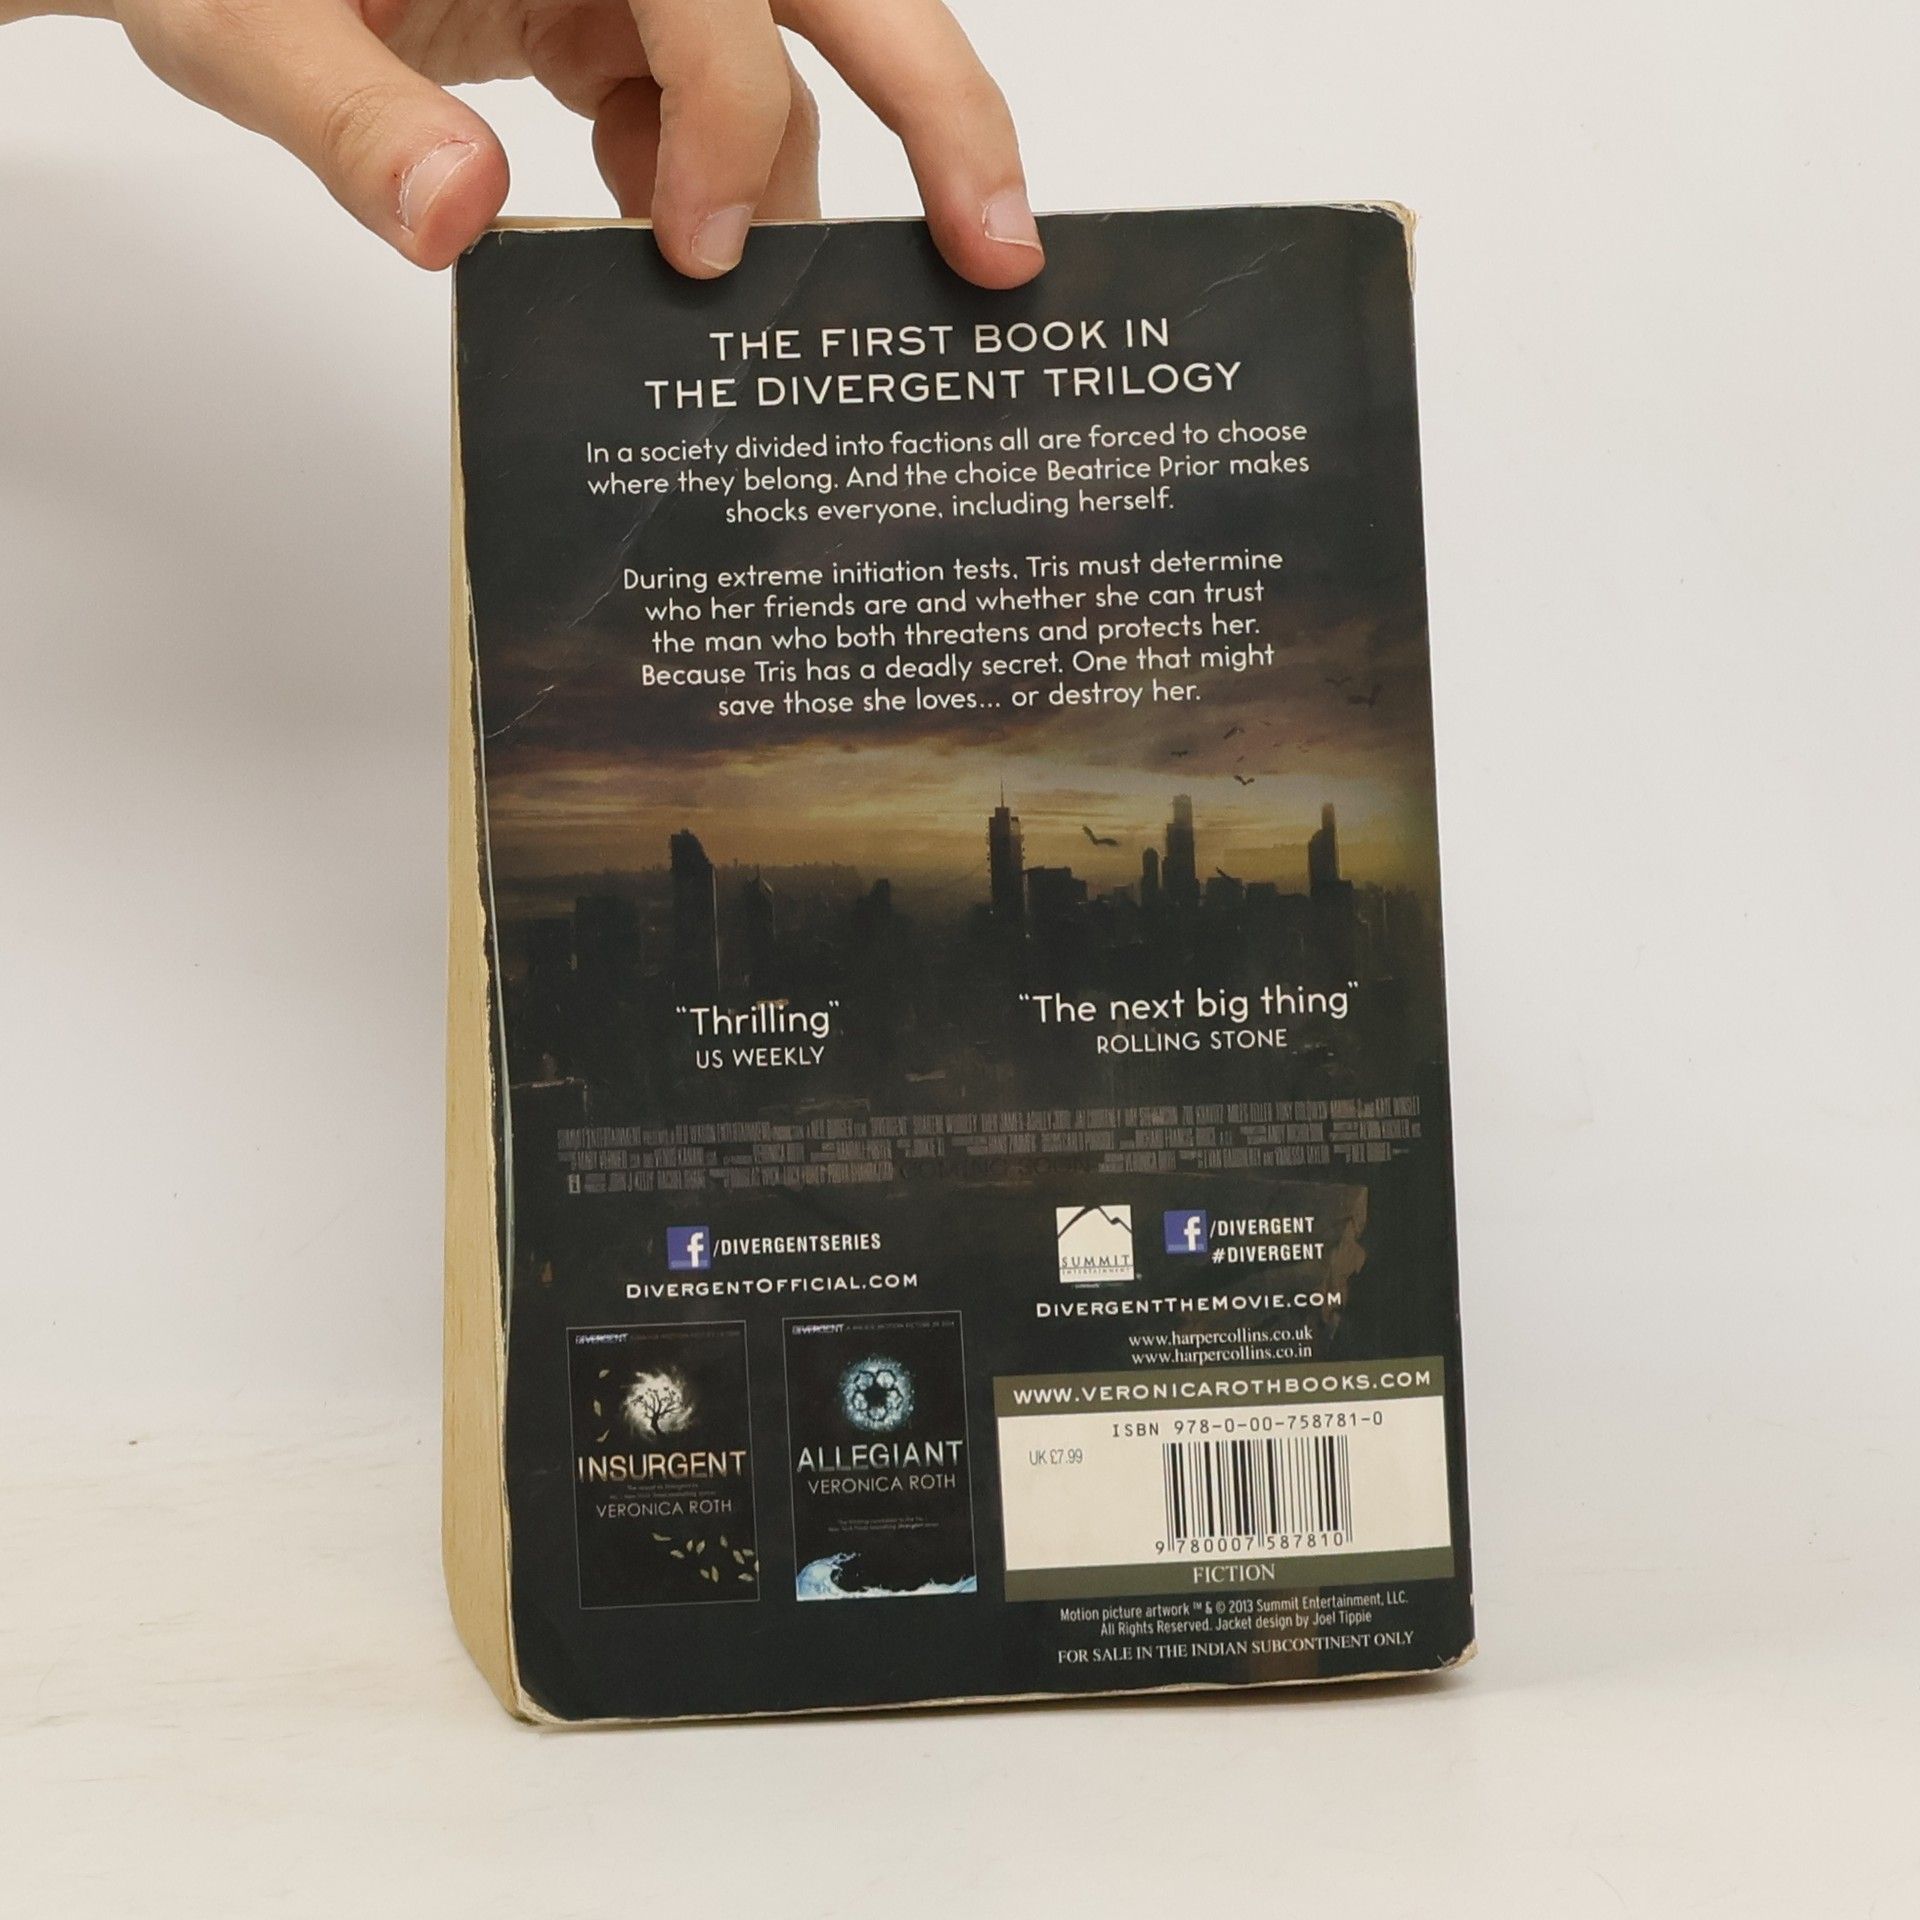 THE FIRST BOOK IN
THE DIVERGENT TRILOGY
In a society divided into factions all are forced to choose
where they belong. And the choice Beatrice Prior makes
shocks everyone, including herself.
During extreme initiation tests, Tris must determine
who her friends are and whether she can trust
the man who both threatens and protects her.
Because Tris has a deadly secret. One that might
save those she loves... or destroy her.
"Thrilling"
US WEEKLY
"The next big thing"
ROLLING STONE
COMING SOON
f /DIVERGENTSERIES
DIVERGENTOFFICIAL.COM
SUMMIT
ENTERTAINMENT
f /DIVERGENT
#DIVERGENT
DIVERGENTTHEMOVIE.COM
www.harpercollins.co.uk
www.harpercollins.co.in
DIVERGENT
INSURGENT
VERONICA ROTH
DIVERGENT
ALLEGIANT
VERONICA ROTH
WWW.VERONICAROTHBOOKS.COM
ISBN 978-0-00-758781-0
UK £7.99
9 780007 587810
FICTION
Motion picture artwork ™ & © 2013 Summit Entertainment, LLC.
All Rights Reserved. Jacket design by Joel Tippie
FOR SALE IN THE INDIAN SUBCONTINENT ONLY